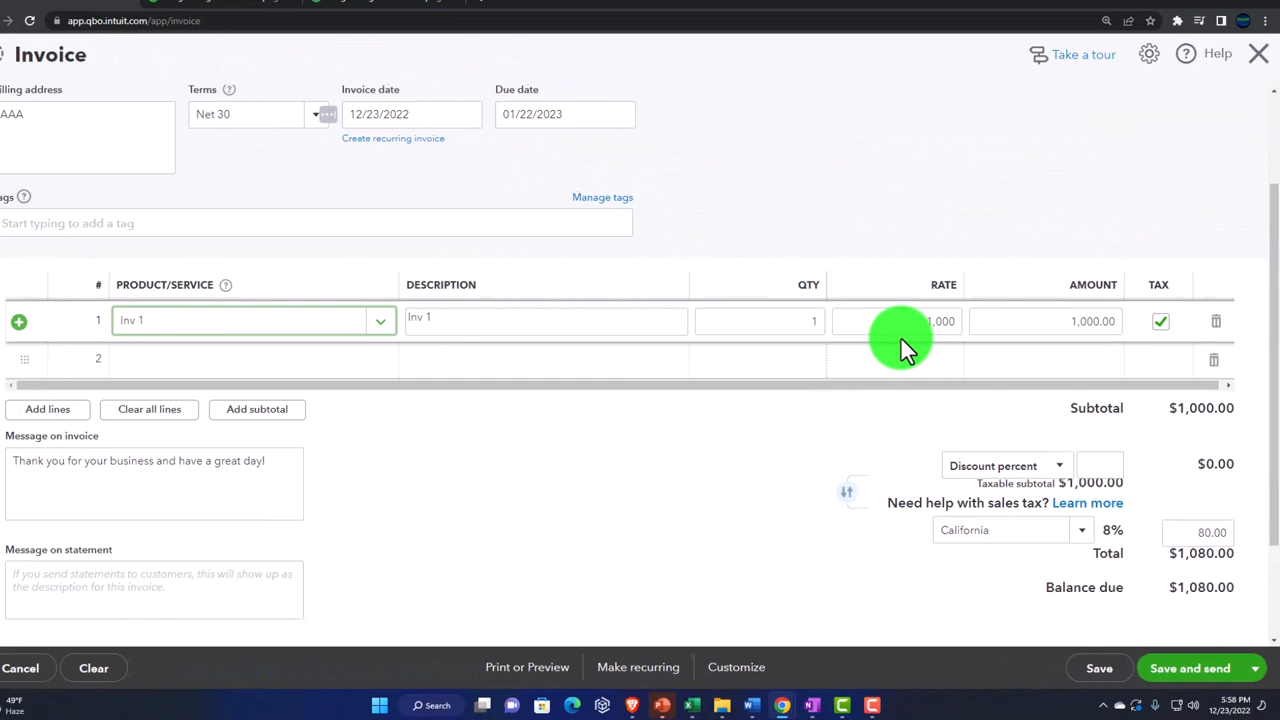 app.qbo.intuit.com/app/invoice
Invoice
Take a tour
Help
illing address
Terms
Invoice date
Due date
AAA
Net 30
12/23/2022
01/22/2023
Create recurring invoice
ags
Manage tags
Start typing to add a tag
# PRODUCT/SERVICE DESCRIPTION QTY RATE AMOUNT TAX
1 Inv 1 Inv 1 1 1,000 1,000.00
2
Add lines
Clear all lines
Add subtotal
Subtotal $1,000.00
Message on invoice
Thank you for your business and have a great day!
Discount percent $0.00
Taxable subtotal $1,000.00
Need help with sales tax? Learn more
California 8% 80.00
Total $1,080.00
Message on statement
If you send statements to customers, this will show up as
the description for this invoice.
Balance due $1,080.00
Cancel
Clear
Print or Preview
Make recurring
Customize
Save
Save and send
49°F
Haze
Search
5:58 PM
12/23/2022